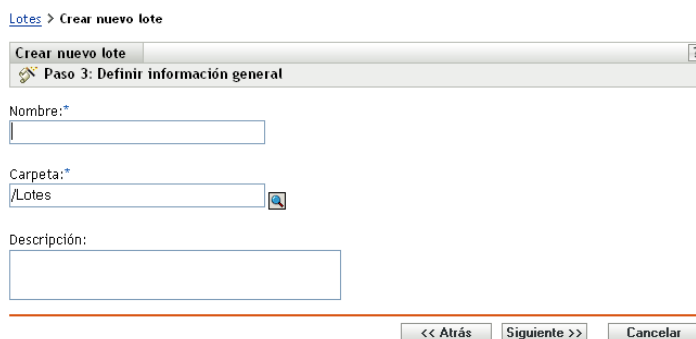 Lotes > Crear nuevo lote
Crear nuevo lote ?
Paso 3: Definir información general
Nombre:*
Carpeta:*
/Lotes
Descripción:
<< Atrás Siguiente >> Cancelar